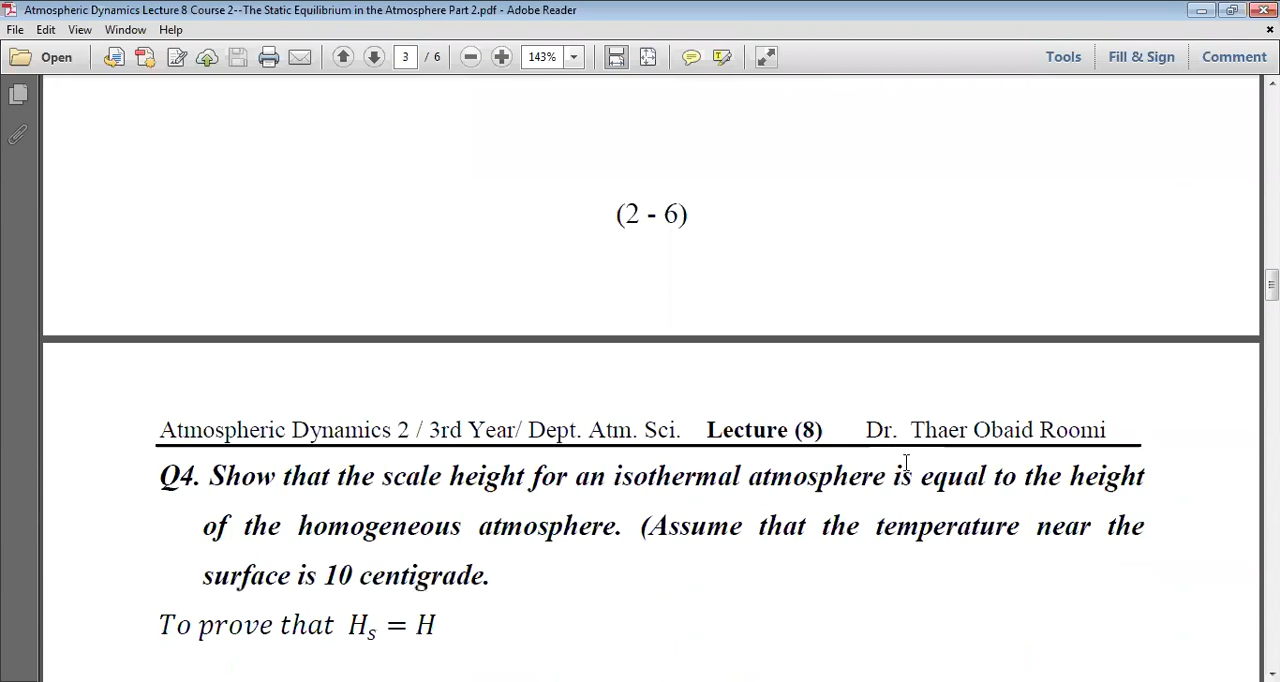 Atmospheric Dynamics Lecture 8 Course 2--The Static Equilibrium in the Atmosphere Part 2.pdf - Adobe Reader
File Edit View Window Help
Open 3 / 6 143% Tools Fill & Sign Comment
(2 - 6)
Atmospheric Dynamics 2 / 3rd Year/ Dept. Atm. Sci. Lecture (8) Dr. Thaer Obaid Roomi
Q4. Show that the scale height for an isothermal atmosphere is equal to the height
of the homogeneous atmosphere. (Assume that the temperature near the
surface is 10 centigrade.
To prove that Hₛ = H